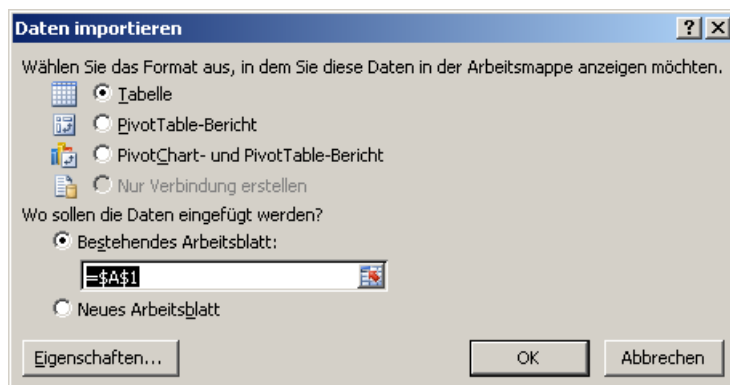 Daten importieren
Wählen Sie das Format aus, in dem Sie diese Daten in der Arbeitsmappe anzeigen möchten.
Tabelle
PivotTable-Bericht
PivotChart- und PivotTable-Bericht
Nur Verbindung erstellen
Wo sollen die Daten eingefügt werden?
Bestehendes Arbeitsblatt:
=$A$1
Neues Arbeitsblatt
Eigenschaften... OK Abbrechen